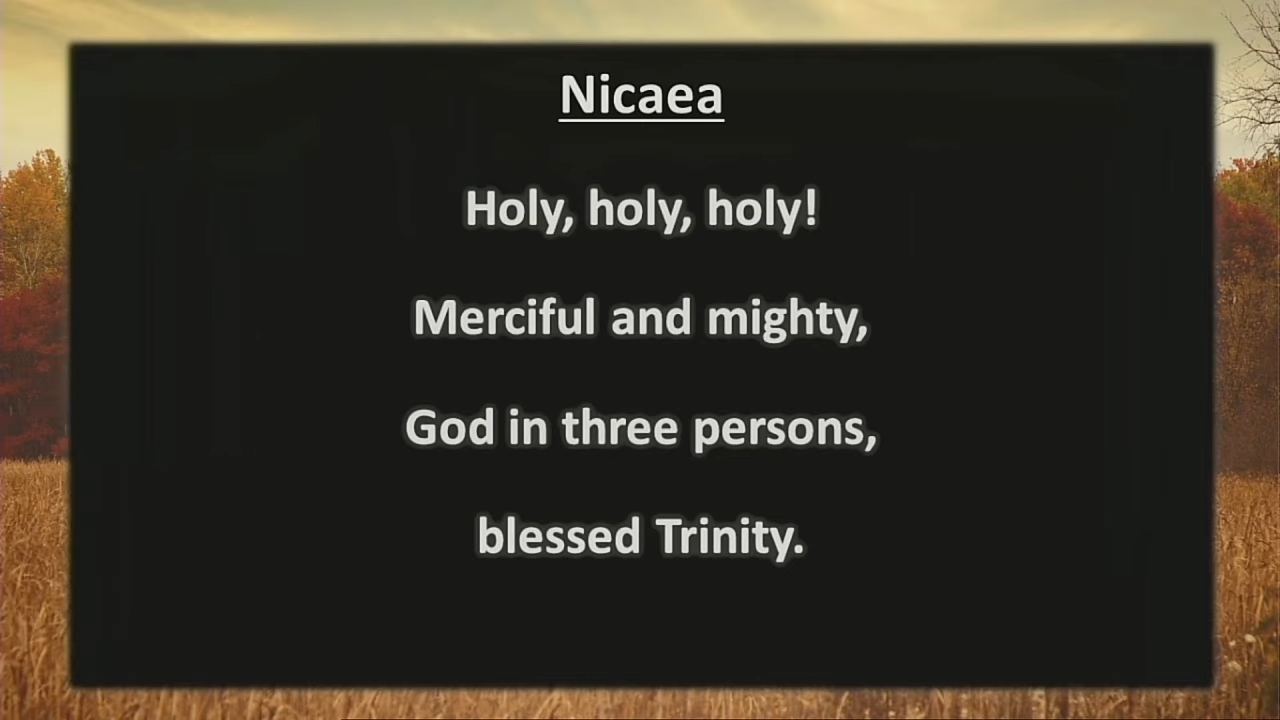 Nicaea
Holy, holy, holy!
Merciful and mighty,
God in three persons,
blessed Trinity.